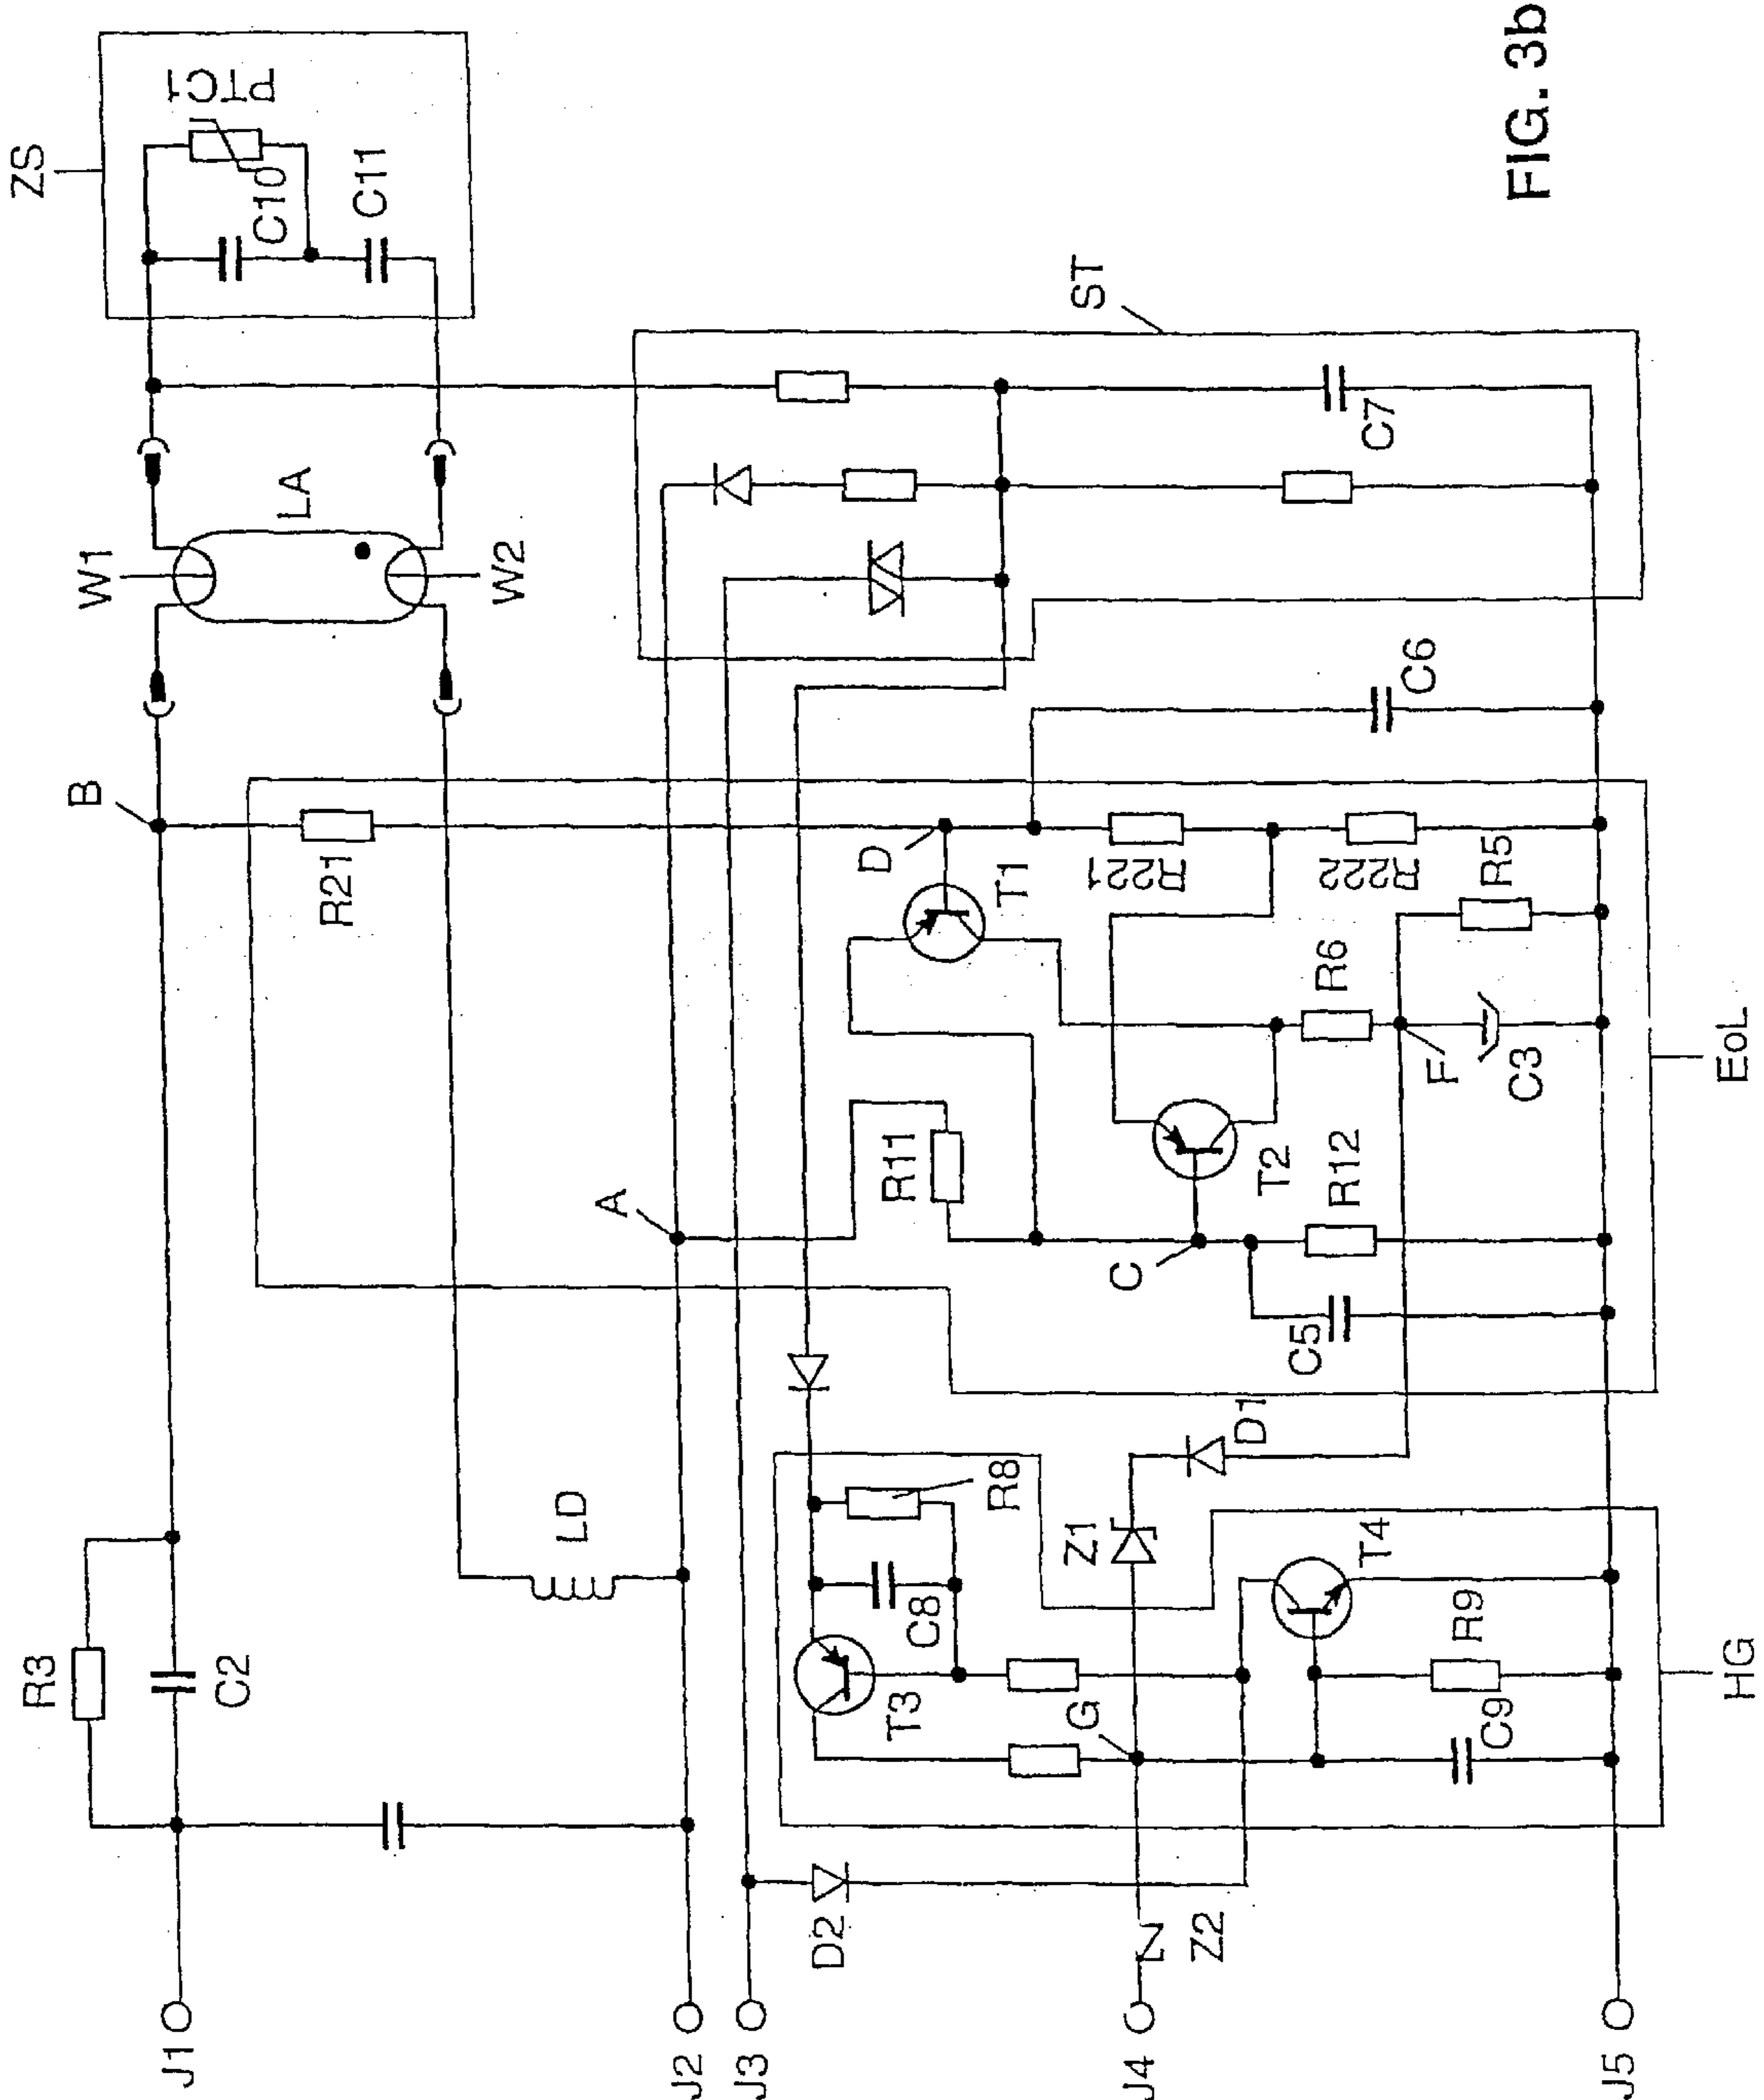 ZS
PTC1
C10
C11
ST
W1
LA
W2
C7
C6
B
R21
D
T1
R221
R222
R5
R6
F
C3
EoL
A
R11
T2
R12
C
C5
D1
R8
C8
Z1
T4
R9
T3
G
C9
HG
LD
R3
C2
D2
Z2
J1
J2
J3
J4
J5
FIG. 3b